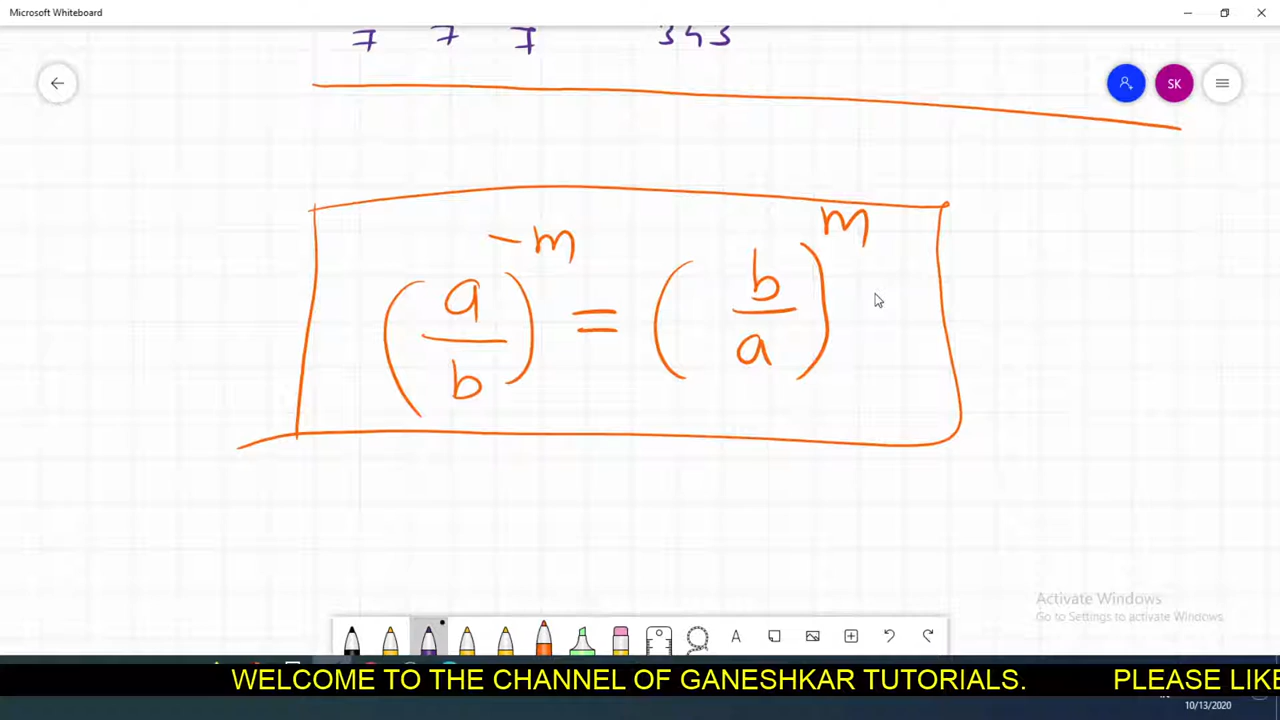 Microsoft Whiteboard
7 7 7 343
SK
(a/b)^-m = (b/a)^m
Activate Windows
Go to Settings to activate Windows.
A
WELCOME TO THE CHANNEL OF GANESHKAR TUTORIALS. PLEASE LIKE
10/13/2020